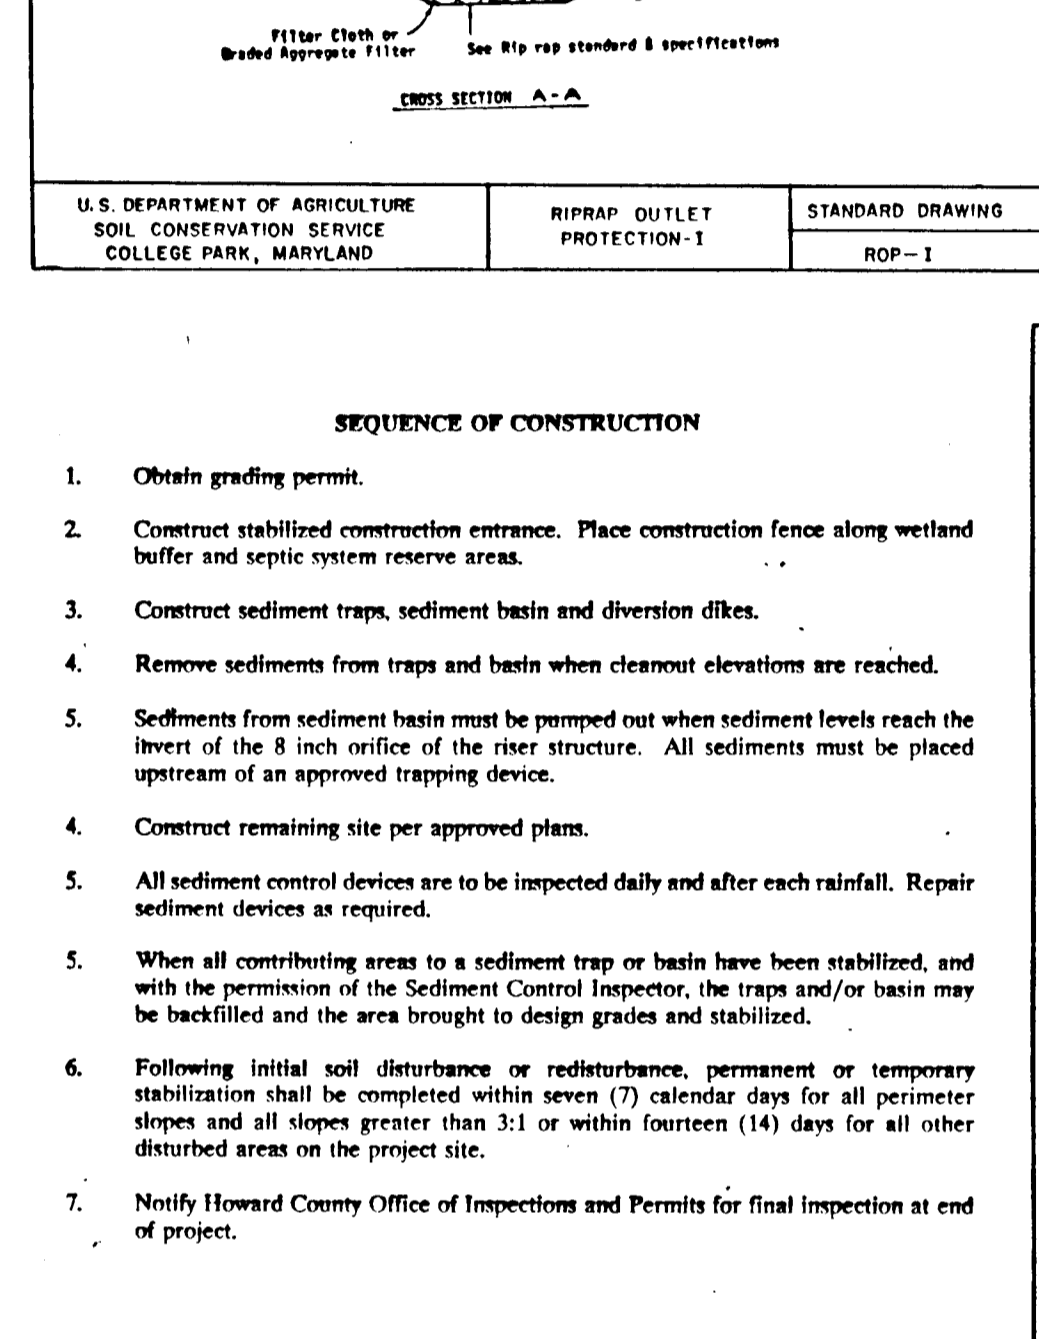 Filter Cloth or
Graded Aggregate Filter
See Rip rap standard & specifications
CROSS SECTION A-A
U.S. DEPARTMENT OF AGRICULTURE
SOIL CONSERVATION SERVICE
COLLEGE PARK, MARYLAND
RIPRAP OUTLET
PROTECTION-I
STANDARD DRAWING
ROP-I
SEQUENCE OF CONSTRUCTION
1. Obtain grading permit.
2. Construct stabilized construction entrance. Place construction fence along wetland
buffer and septic system reserve areas.
3. Construct sediment traps, sediment basin and diversion dikes.
4. Remove sediments from traps and basin when cleanout elevations are reached.
5. Sediments from sediment basin must be pumped out when sediment levels reach the
invert of the 8 inch orifice of the riser structure. All sediments must be placed
upstream of an approved trapping device.
4. Construct remaining site per approved plans.
5. All sediment control devices are to be inspected daily and after each rainfall. Repair
sediment devices as required.
5. When all contributing areas to a sediment trap or basin have been stabilized, and
with the permission of the Sediment Control Inspector, the traps and/or basin may
be backfilled and the area brought to design grades and stabilized.
6. Following initial soil disturbance or redisturbance, permanent or temporary
stabilization shall be completed within seven (7) calendar days for all perimeter
slopes and all slopes greater than 3:1 or within fourteen (14) days for all other
disturbed areas on the project site.
7. Notify Howard County Office of Inspections and Permits for final inspection at end
of project.